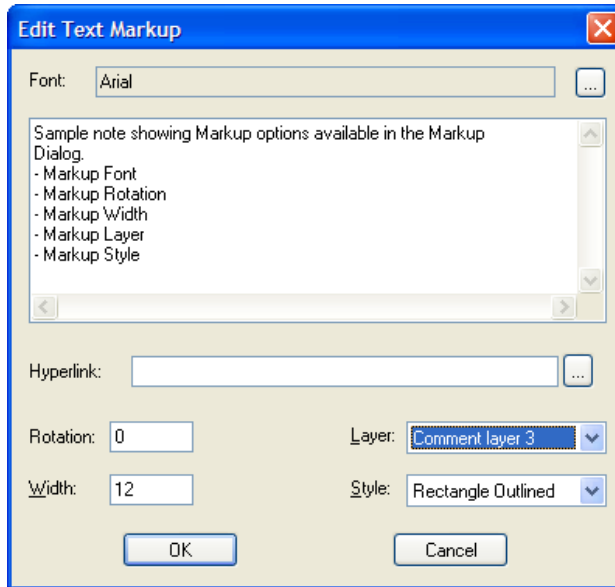 Edit Text Markup
Font: Arial ...
Sample note showing Markup options available in the Markup
Dialog.
- Markup Font
- Markup Rotation
- Markup Width
- Markup Layer
- Markup Style
Hyperlink: ...
Rotation: 0 Layer: Comment layer 3
Width: 12 Style: Rectangle Outlined
OK Cancel